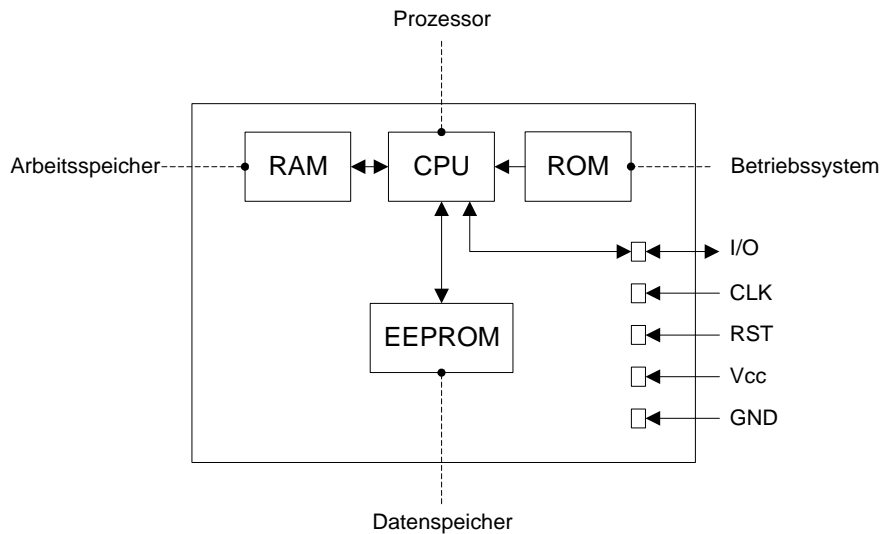 Prozessor
Arbeitsspeicher
RAM
CPU
ROM
Betriebssystem
I/O
CLK
EEPROM
RST
Vcc
GND
Datenspeicher